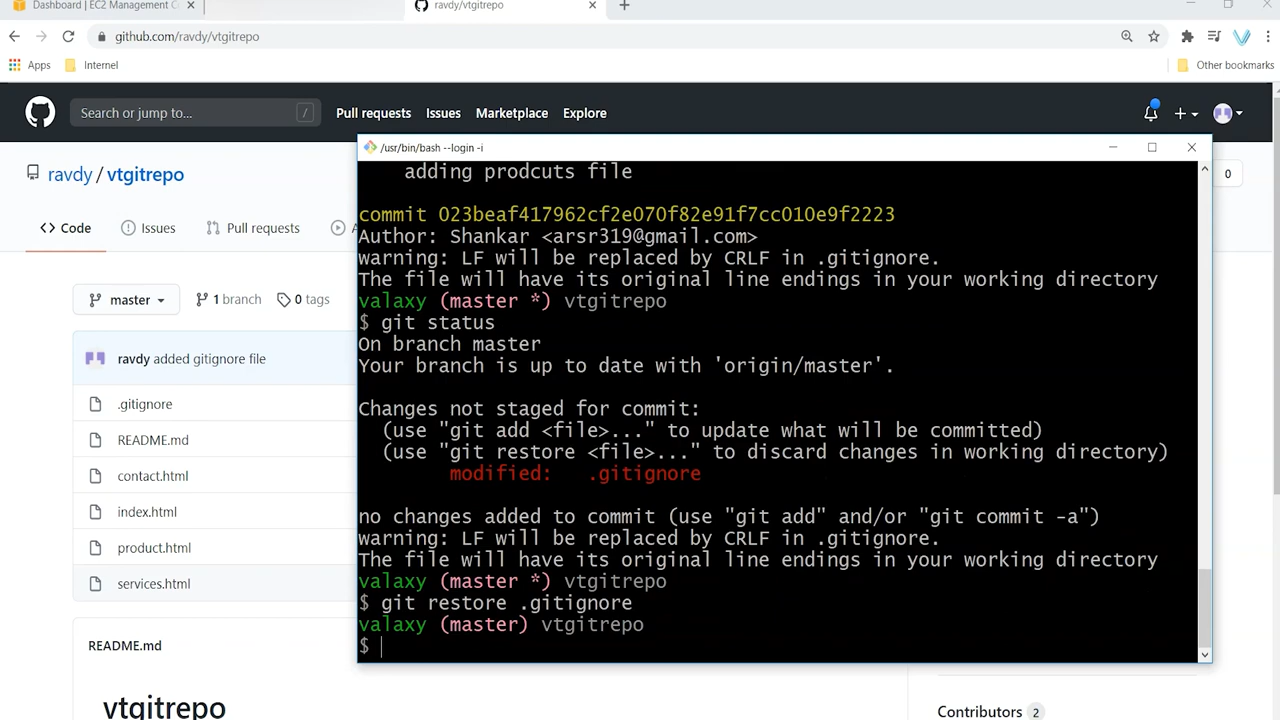 Dashboard | EC2 Management C
ravdy/vtgitrepo
github.com/ravdy/vtgitrepo
Apps
Internet
Other bookmarks
Search or jump to...
/
Pull requests
Issues
Marketplace
Explore
ravdy / vtgitrepo
0
<> Code
Issues
Pull requests
master
1 branch
0 tags
ravdy added gitignore file
.gitignore
README.md
contact.html
index.html
product.html
services.html
README.md
vtgitrepo
Contributors 2
/usr/bin/bash --login -i
adding prodcuts file
commit 023beaf417962cf2e070f82e91f7cc010e9f2223
Author: Shankar <arsr319@gmail.com>
warning: LF will be replaced by CRLF in .gitignore.
The file will have its original line endings in your working directory
valaxy (master *) vtgitrepo
$ git status
On branch master
Your branch is up to date with 'origin/master'.
Changes not staged for commit:
(use "git add <file>..." to update what will be committed)
(use "git restore <file>..." to discard changes in working directory)
modified: .gitignore
no changes added to commit (use "git add" and/or "git commit -a")
warning: LF will be replaced by CRLF in .gitignore.
The file will have its original line endings in your working directory
valaxy (master *) vtgitrepo
$ git restore .gitignore
valaxy (master) vtgitrepo
$